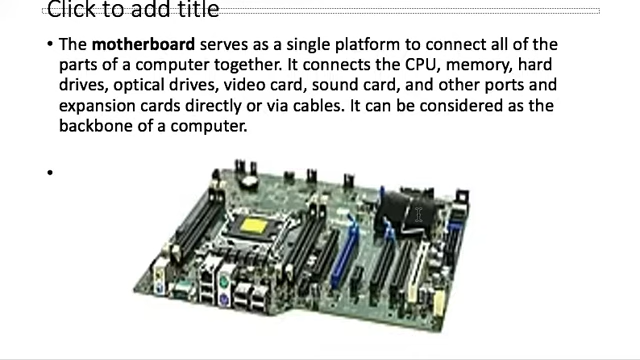 Click to add title
• The motherboard serves as a single platform to connect all of the
parts of a computer together. It connects the CPU, memory, hard
drives, optical drives, video card, sound card, and other ports and
expansion cards directly or via cables. It can be considered as the
backbone of a computer.
•